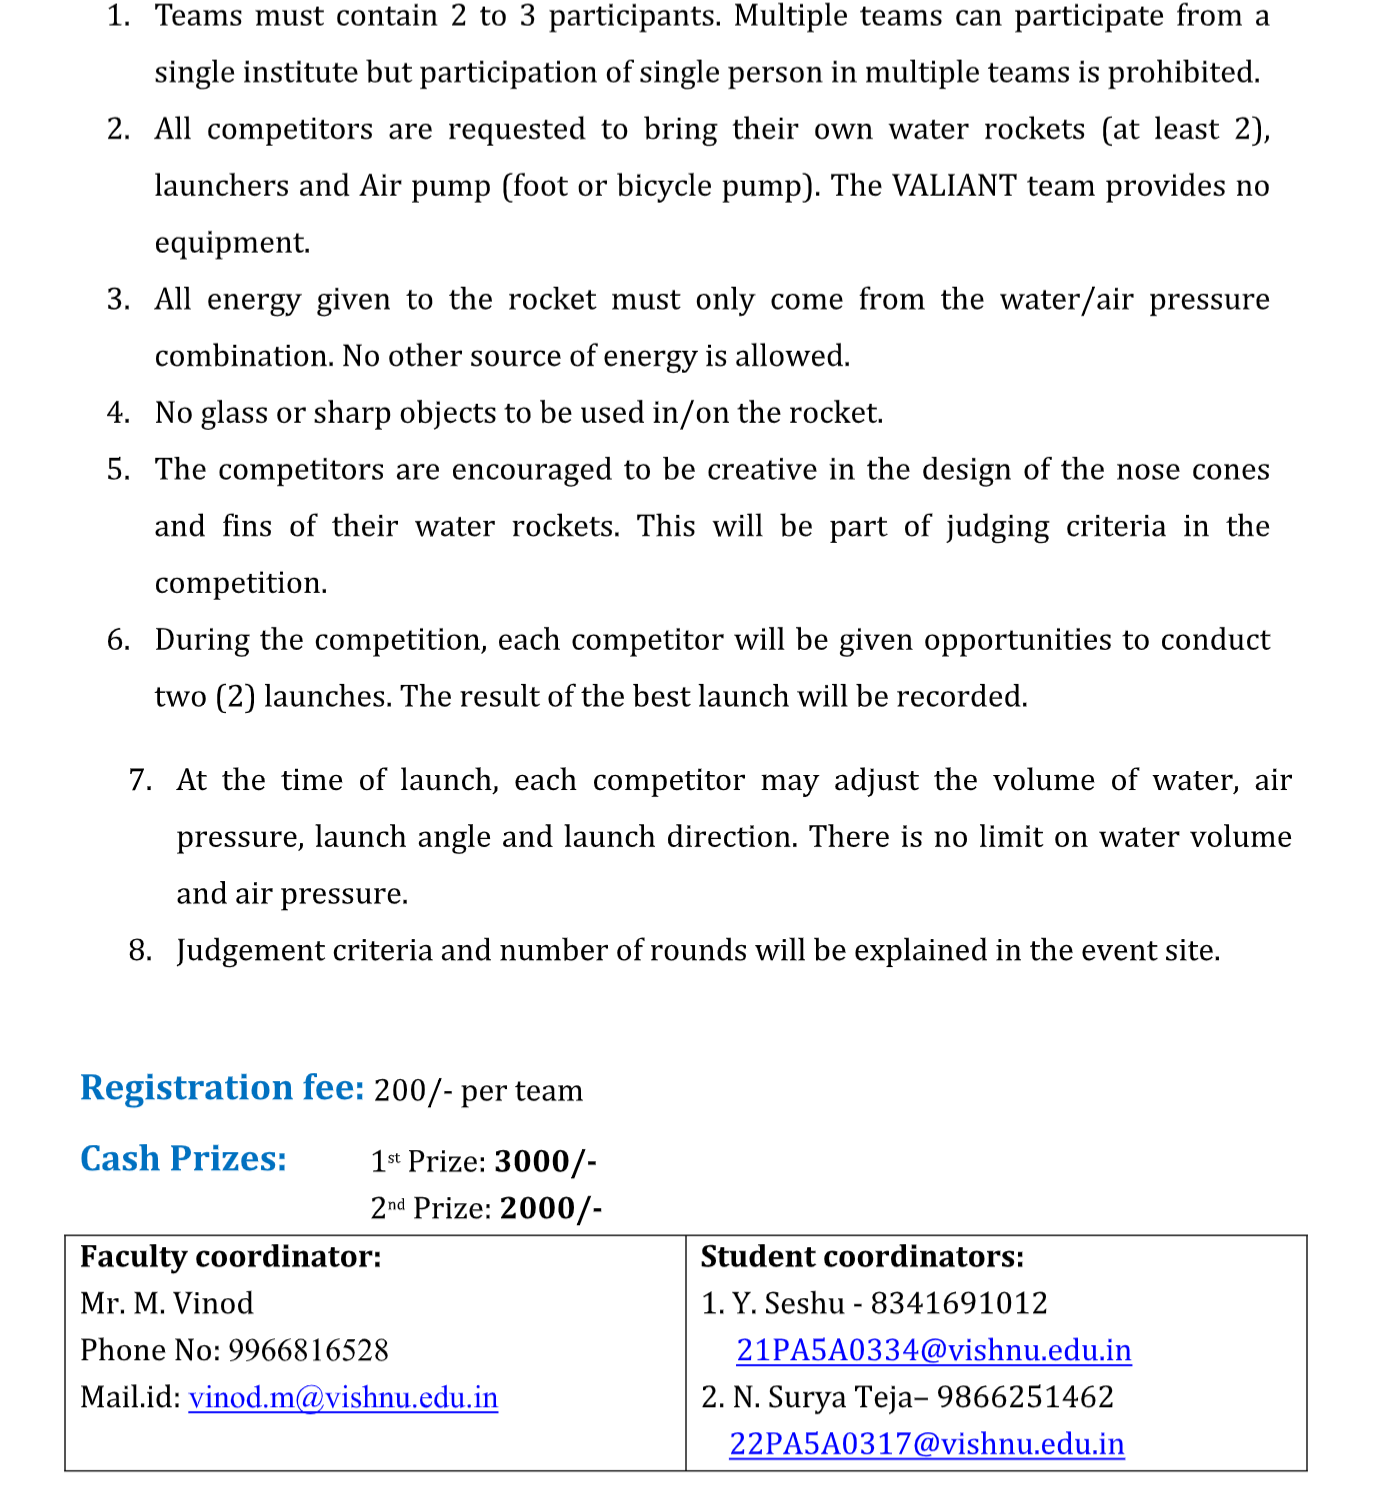 1. Teams must contain 2 to 3 participants. Multiple teams can participate from a
single institute but participation of single person in multiple teams is prohibited.
2. All competitors are requested to bring their own water rockets (at least 2),
launchers and Air pump (foot or bicycle pump). The VALIANT team provides no
equipment.
3. All energy given to the rocket must only come from the water/air pressure
combination. No other source of energy is allowed.
4. No glass or sharp objects to be used in/on the rocket.
5. The competitors are encouraged to be creative in the design of the nose cones
and fins of their water rockets. This will be part of judging criteria in the
competition.
6. During the competition, each competitor will be given opportunities to conduct
two (2) launches. The result of the best launch will be recorded.
7. At the time of launch, each competitor may adjust the volume of water, air
pressure, launch angle and launch direction. There is no limit on water volume
and air pressure.
8. Judgement criteria and number of rounds will be explained in the event site.
Registration fee: 200/- per team
Cash Prizes: 1st Prize: 3000/-
2nd Prize: 2000/-
Faculty coordinator:
Mr. M. Vinod
Phone No: 9966816528
Mail.id: vinod.m@vishnu.edu.in
Student coordinators:
1. Y. Seshu - 8341691012
21PA5A0334@vishnu.edu.in
2. N. Surya Teja– 9866251462
22PA5A0317@vishnu.edu.in